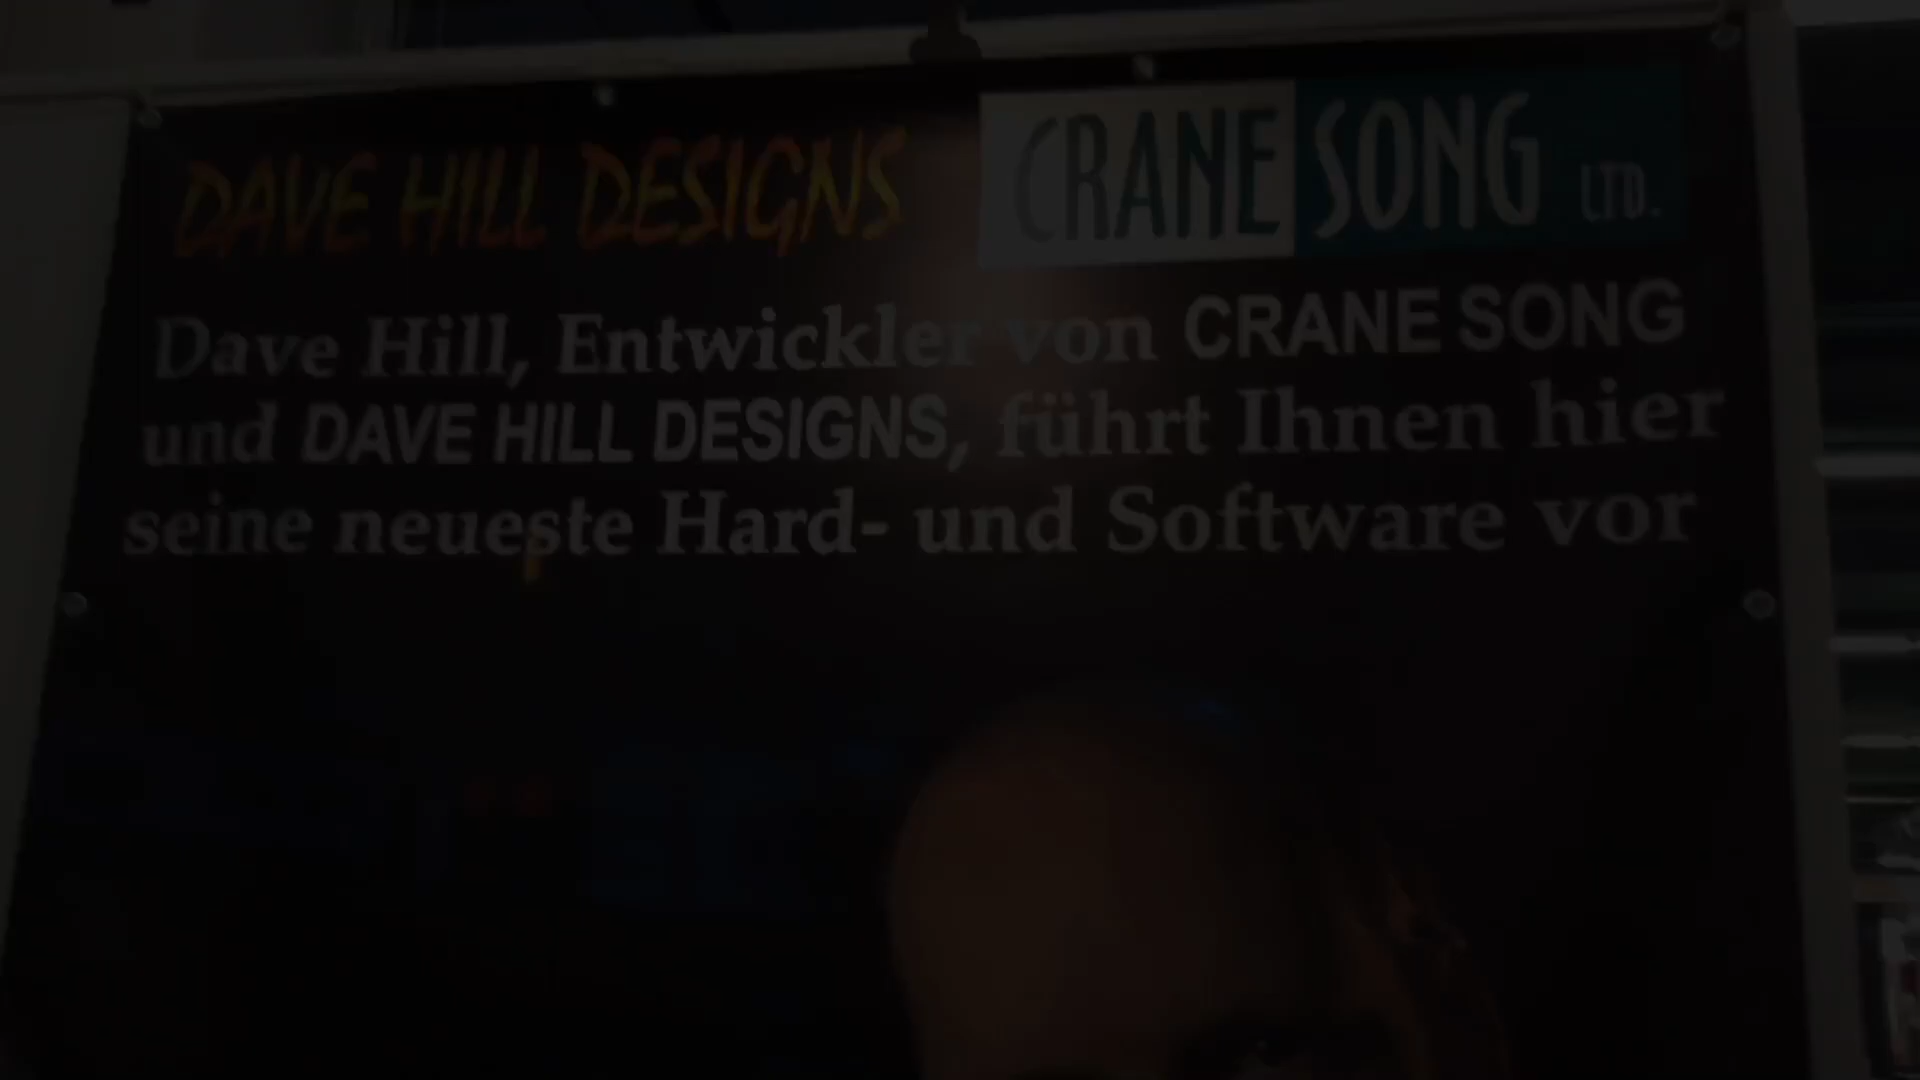 DAVE HILL DESIGNS CRANE SONG LTD.
Dave Hill, Entwickler von CRANE SONG
und DAVE HILL DESIGNS, führt Ihnen hier
seine neueste Hard- und Software vor